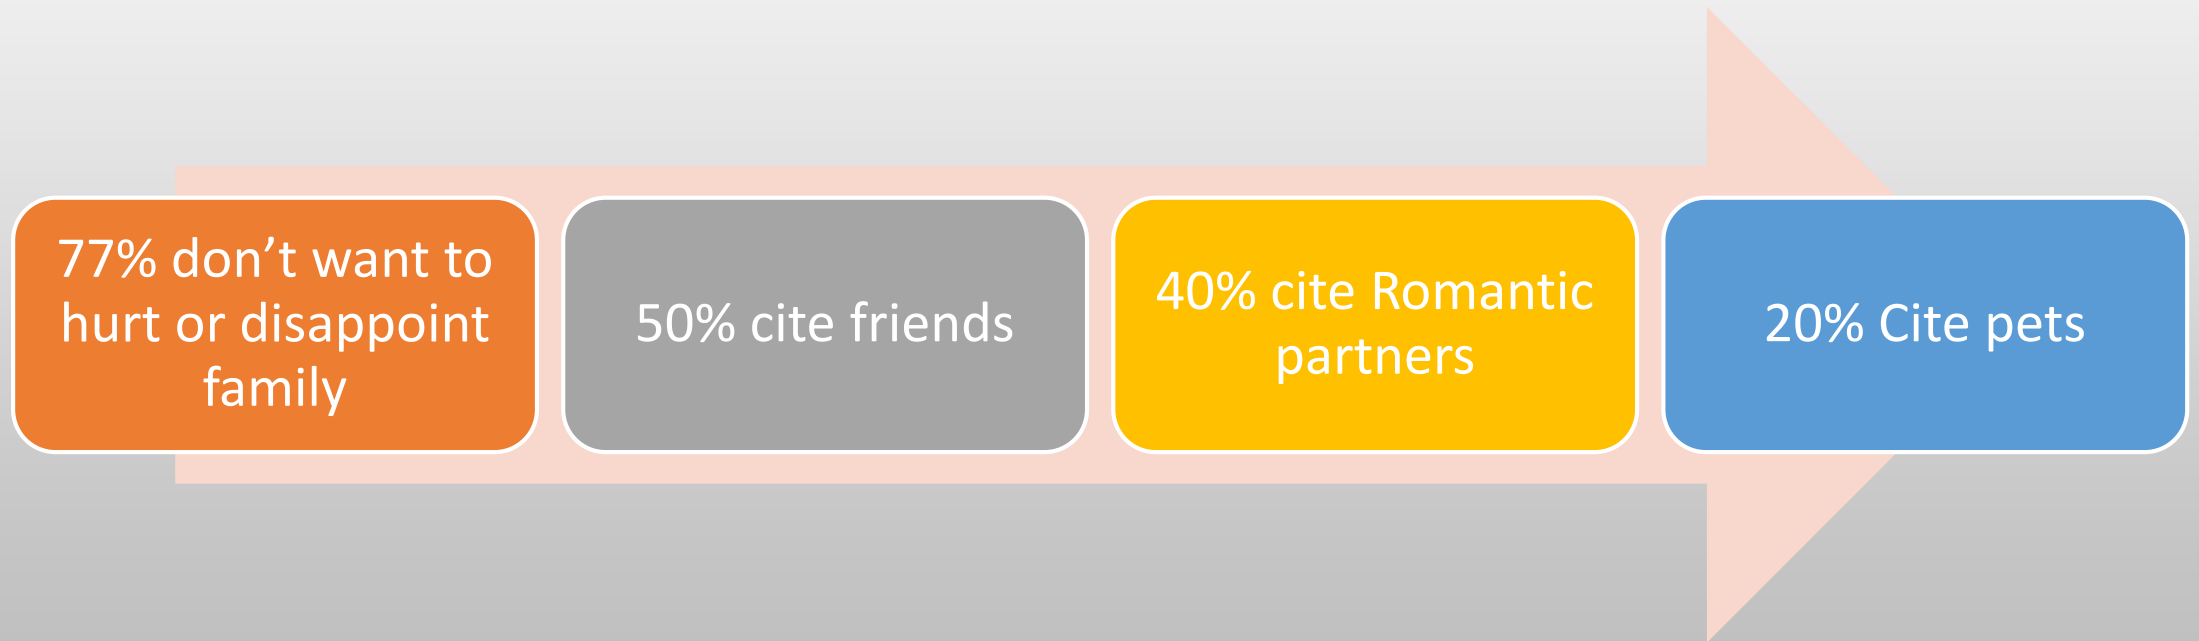 77% don’t want to
hurt or disappoint
family
50% cite friends
40% cite Romantic
partners
20% Cite pets